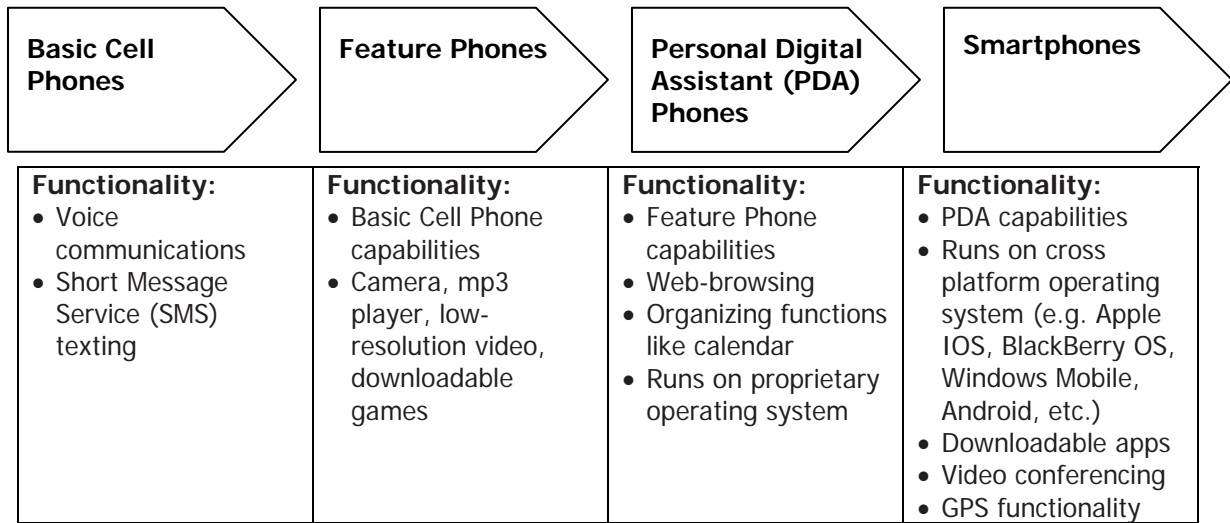 Basic Cell
Phones
Feature Phones
Personal Digital
Assistant (PDA)
Phones
Smartphones
Functionality:
• Voice
communications
• Short Message
Service (SMS)
texting
Functionality:
• Basic Cell Phone
capabilities
• Camera, mp3
player, low-
resolution video,
downloadable
games
Functionality:
• Feature Phone
capabilities
• Web-browsing
• Organizing functions
like calendar
• Runs on proprietary
operating system
Functionality:
• PDA capabilities
• Runs on cross
platform operating
system (e.g. Apple
IOS, BlackBerry OS,
Windows Mobile,
Android, etc.)
• Downloadable apps
• Video conferencing
• GPS functionality